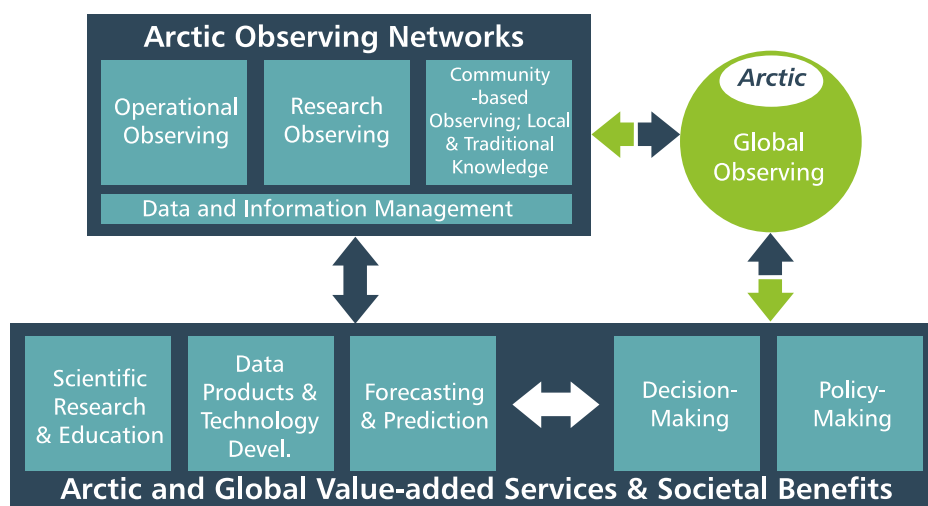 Arctic Observing Networks
Operational
Observing
Research
Observing
Community
-based
Observing; Local
& Traditional
Knowledge
Data and Information Management
Arctic
Global
Observing
Scientific
Research
& Education
Data
Products &
Technology
Devel.
Forecasting
& Prediction
Decision-
Making
Policy-
Making
Arctic and Global Value-added Services & Societal Benefits